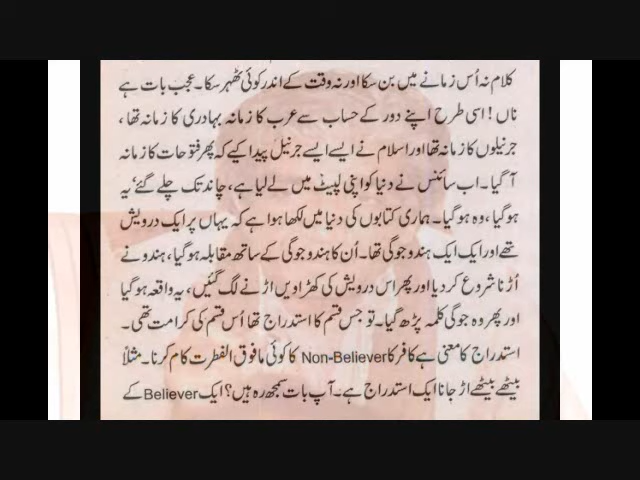 کلام نہ اُس زمانے میں بن سکا اور نہ وقت کے اندر کوئی ٹھہر سکا۔ عجب بات ہے
ناں! اسی طرح اپنے دور کے حساب سے عرب کا زمانہ بہادری کا زمانہ تھا،
جرنیلوں کا زمانہ تھا اور اسلام نے ایسے ایسے جرنیل پیدا کیے کہ پھر فتوحات کا زمانہ
آ گیا۔ اب سائنس نے دنیا کو اپنی لپیٹ میں لے لیا ہے، چاند تک چلے گئے، یہ
ہو گیا، وہ ہو گیا۔ ہماری کتابوں کی دنیا میں لکھا ہوا ہے کہ یہاں پر ایک درویش
تھے اور ایک ایک ہندو جوگی تھا۔ اُن کا ہندو جوگی کے ساتھ مقابلہ ہو گیا، ہندو نے
اُڑنا شروع کر دیا اور پھر اس درویش کی کھڑاویں اڑنے لگ گئیں، یہ واقعہ ہو گیا
اور پھر وہ جوگی کلمہ پڑھ گیا۔ تو جس قسم کا استدراج تھا اُس قسم کی کرامت تھی۔
استدراج کا معنی ہے کافر کا Non-Believer کا کوئی مافوق الفطرت کام کرنا۔ مثلاً
بیٹھے بیٹھے اڑ جانا ایک استدراج ہے۔ آپ بات سمجھ رہ ہیں؟ ایک Believer کے